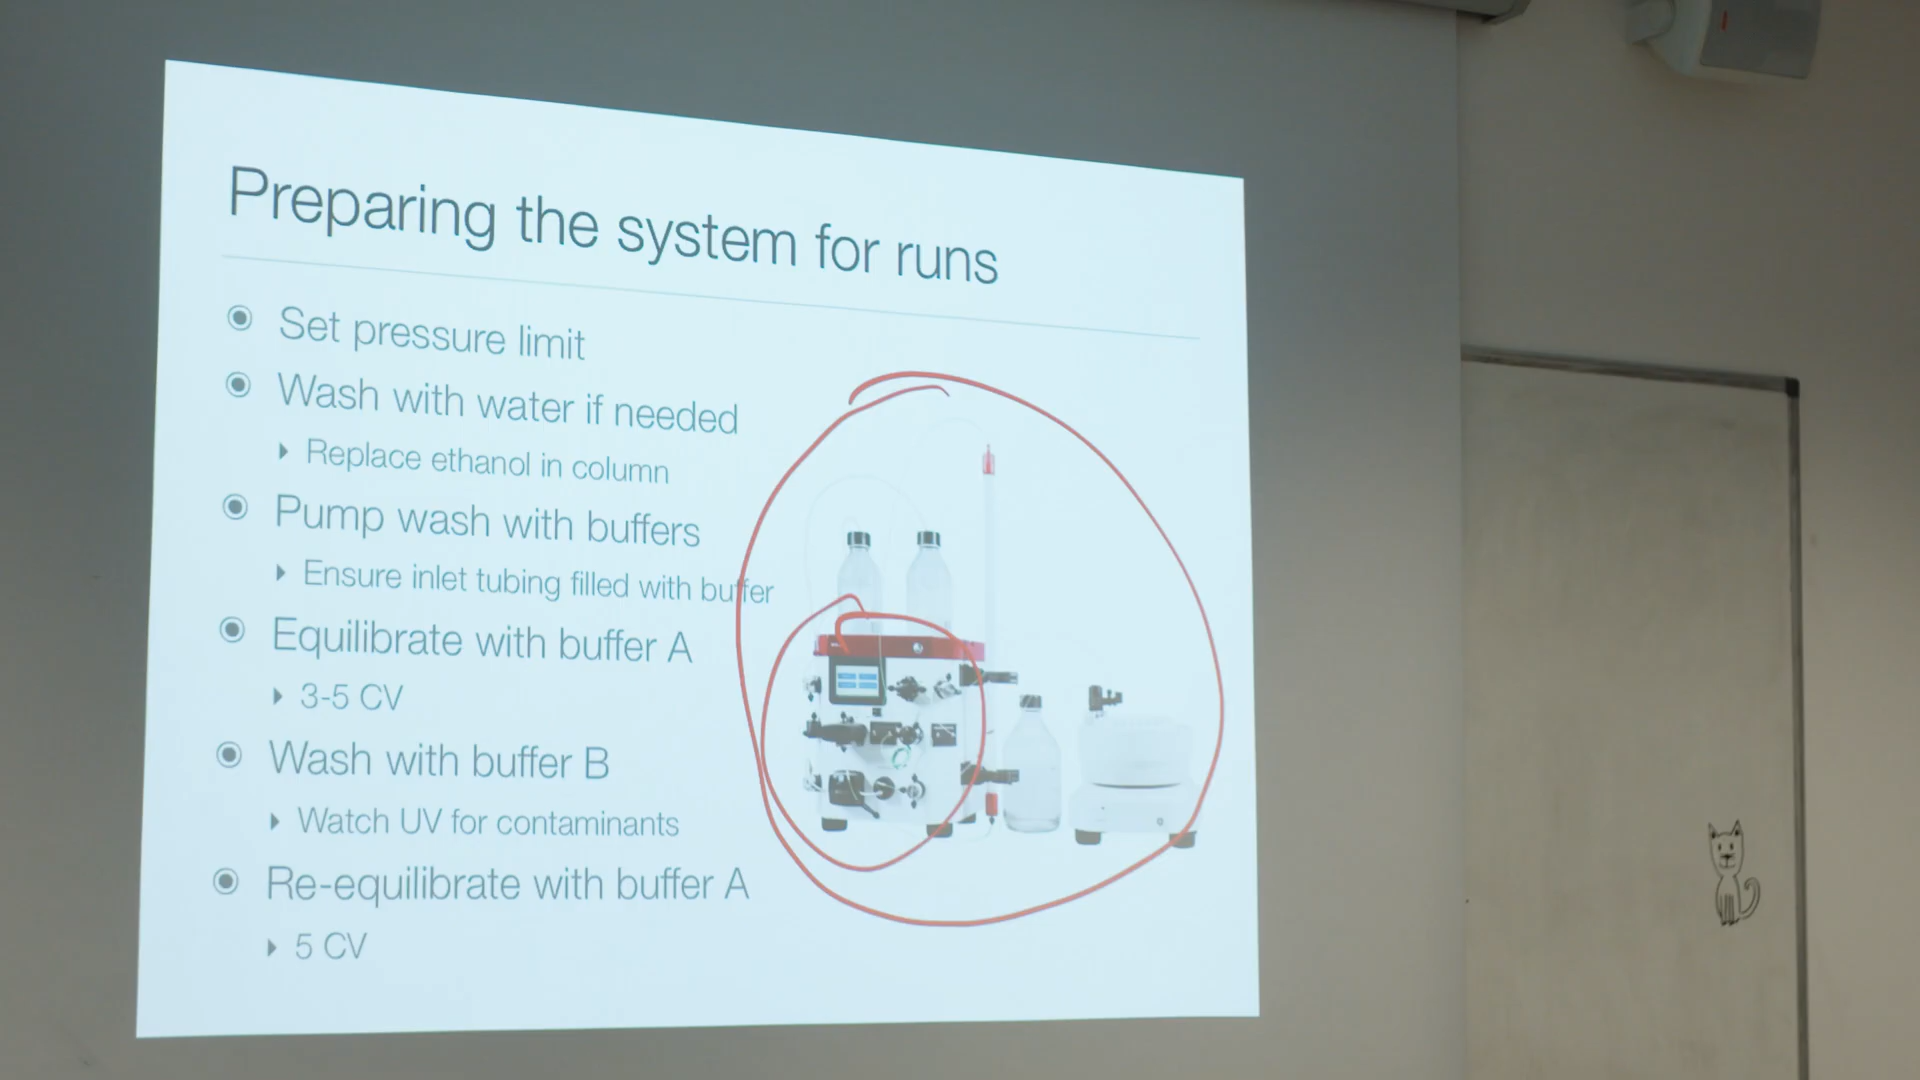 Preparing the system for runs
Set pressure limit
Wash with water if needed
Replace ethanol in column
Pump wash with buffers
Ensure inlet tubing filled with buffer
Equilibrate with buffer A
3-5 CV
Wash with buffer B
Watch UV for contaminants
Re-equilibrate with buffer A
5 CV